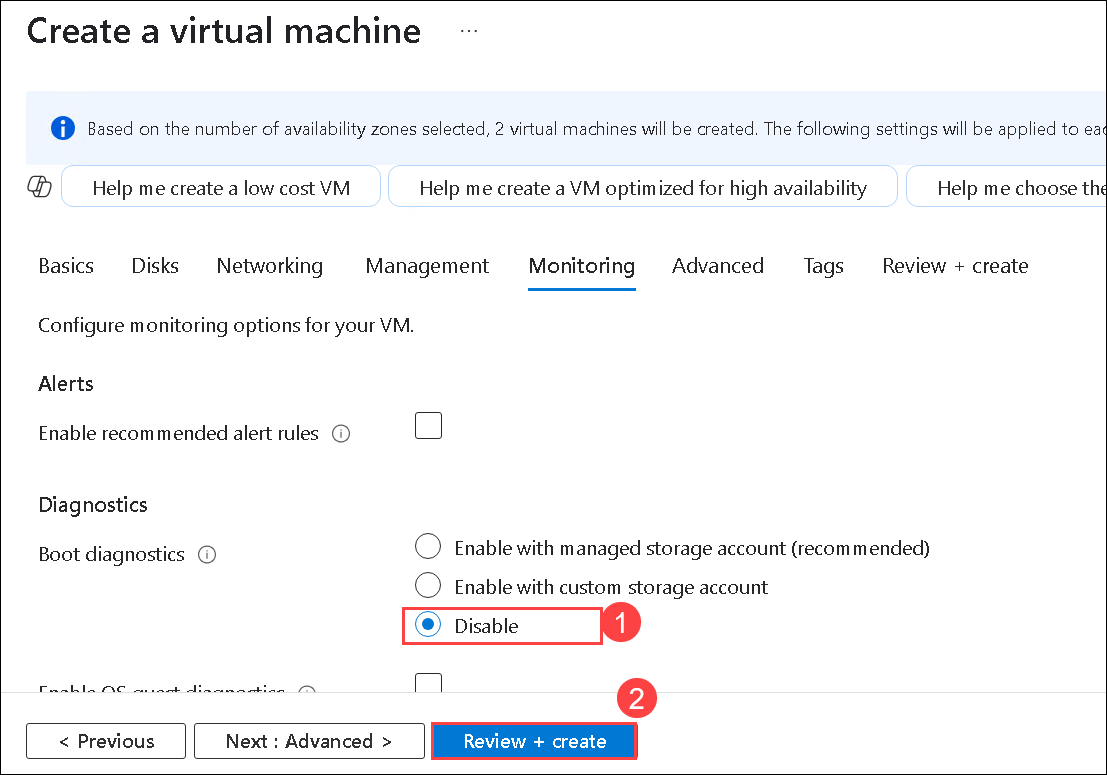 Create a virtual machine ...
Based on the number of availability zones selected, 2 virtual machines will be created. The following settings will be applied to eac
Help me create a low cost VM
Help me create a VM optimized for high availability
Help me choose the
Basics Disks Networking Management Monitoring Advanced Tags Review + create
Configure monitoring options for your VM.
Alerts
Enable recommended alert rules
Diagnostics
Boot diagnostics
Enable with managed storage account (recommended)
Enable with custom storage account
Disable 1
Enable OS guest diagnostics
2
< Previous
Next : Advanced >
Review + create